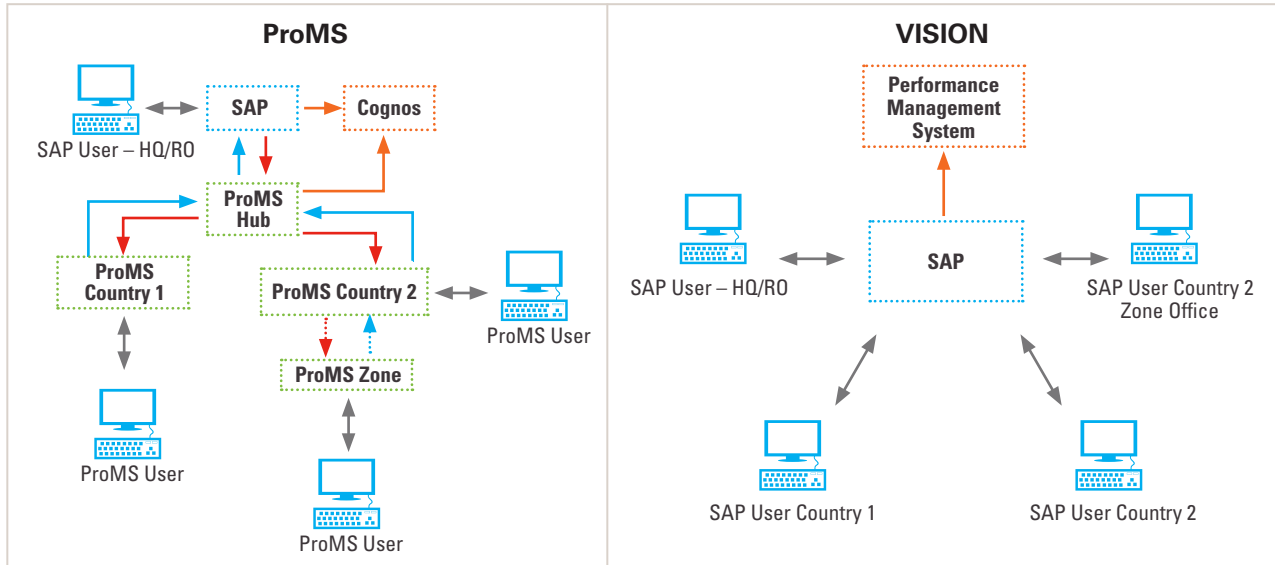 ProMS
SAP
Cognos
SAP User – HQ/RO
ProMS
Hub
ProMS
Country 1
ProMS Country 2
ProMS User
ProMS Zone
ProMS User
ProMS User
VISION
Performance
Management
System
SAP
SAP User – HQ/RO
SAP User Country 2
Zone Office
SAP User Country 1
SAP User Country 2